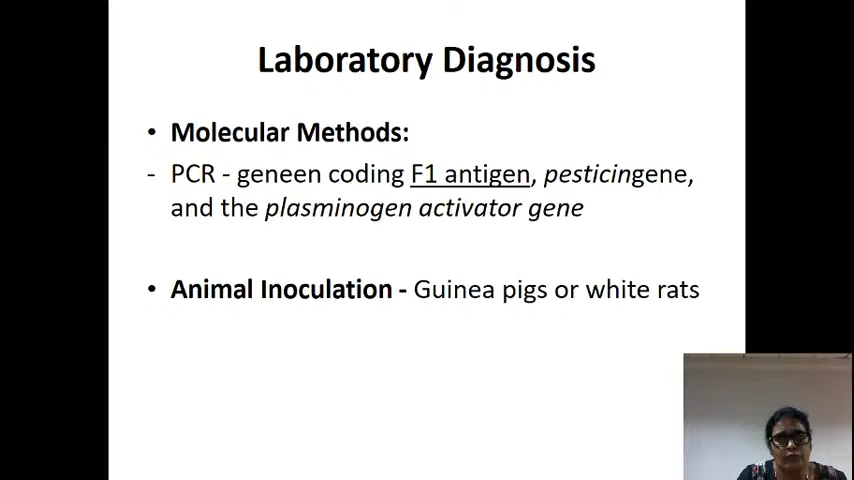 Laboratory Diagnosis
• Molecular Methods:
- PCR - geneen coding F1 antigen, pesticingene,
and the plasminogen activator gene
• Animal Inoculation - Guinea pigs or white rats